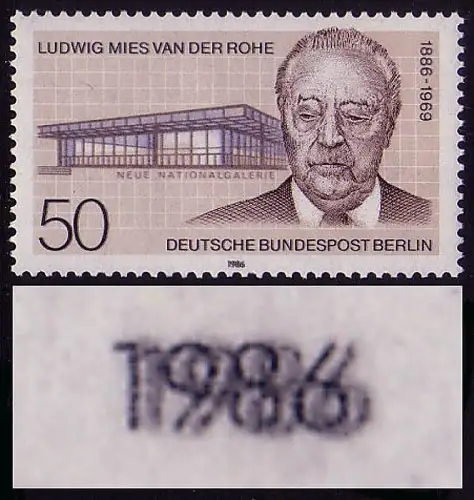 LUDWIG MIES VAN DER ROHE
1886-1969
NEUE NATIONALGALERIE
50
DEUTSCHE BUNDESPOST BERLIN
1986
1986